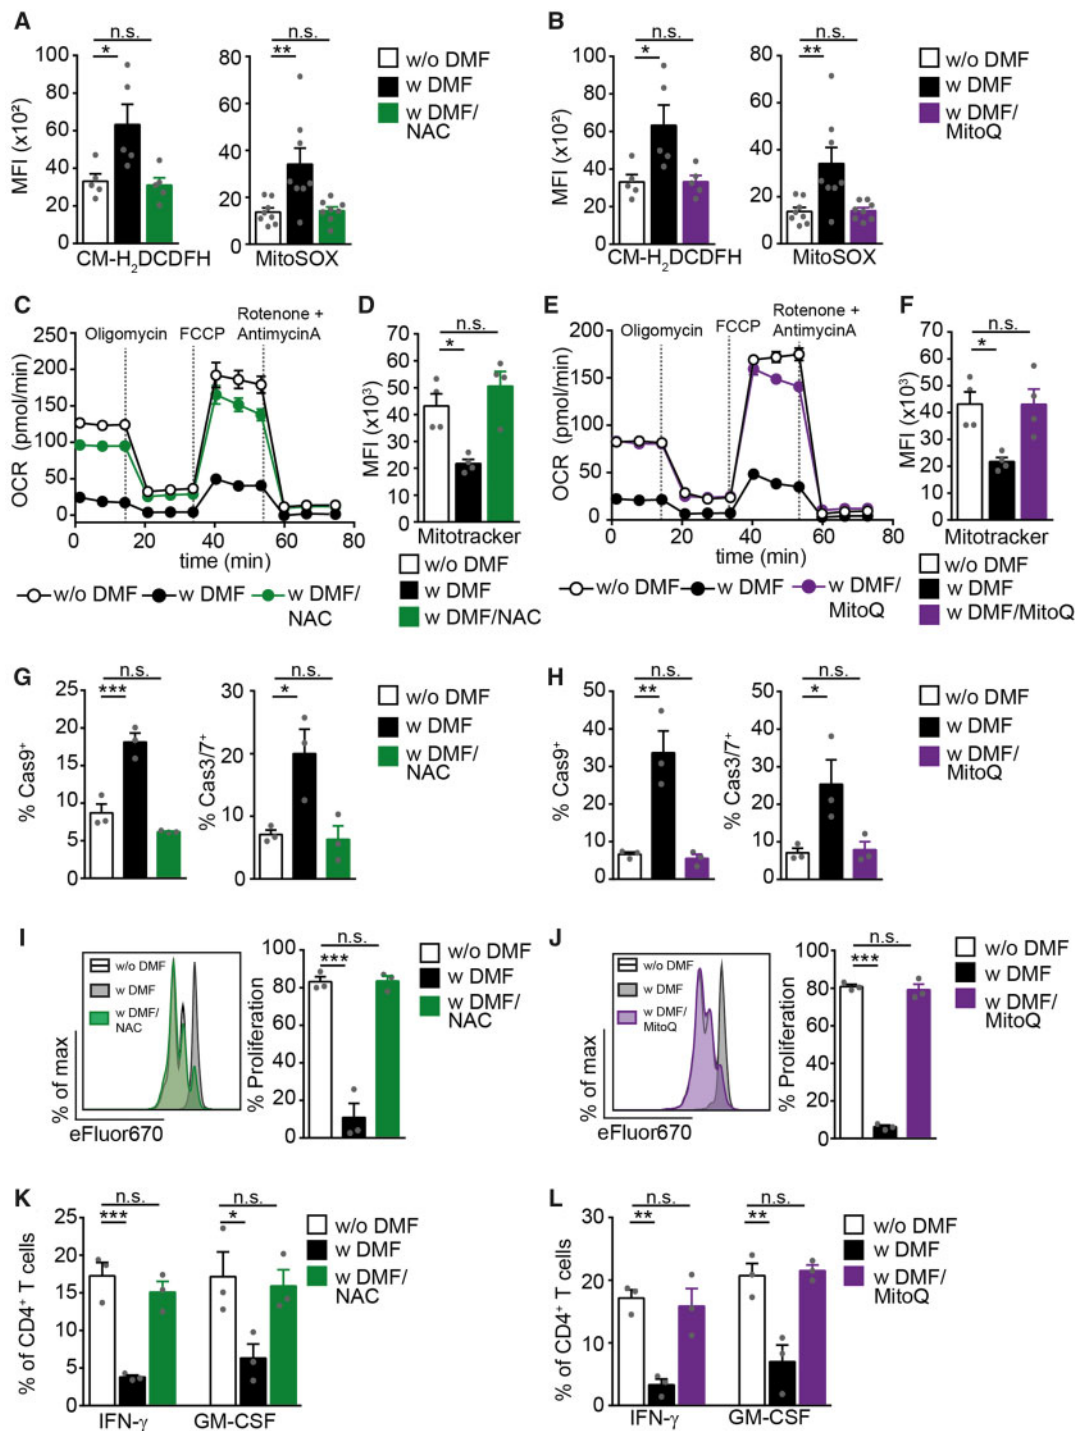 A
n.s.
*
MFI (x10²)
100
80
60
40
20
0
CM-H₂DCDFH
n.s.
**
80
60
40
20
0
MitoSOX
w/o DMF
w DMF
w DMF/
NAC
B
n.s.
*
MFI (x10²)
100
80
60
40
20
0
CM-H₂DCDFH
n.s.
**
80
60
40
20
0
MitoSOX
w/o DMF
w DMF
w DMF/
MitoQ
C
Oligomycin
FCCP
Rotenone +
AntimycinA
OCR (pmol/min)
250
200
150
100
50
0
0 20 40 60 80
time (min)
w/o DMF w DMF w DMF/
NAC
D
n.s.
*
MFI (x10³)
70
60
50
40
30
20
10
0
Mitotracker
w/o DMF
w DMF
w DMF/NAC
E
Oligomycin
FCCP
Rotenone +
AntimycinA
OCR (pmol/min)
200
150
100
50
0
0 20 40 60 80
time (min)
w/o DMF w DMF w DMF/
MitoQ
F
n.s.
*
MFI (x10³)
70
60
50
40
30
20
10
0
Mitotracker
w/o DMF
w DMF
w DMF/MitoQ
G
n.s.
***
% Cas9⁺
25
20
15
10
5
0
n.s.
*
% Cas3/7⁺
30
20
10
0
w/o DMF
w DMF
w DMF/
NAC
H
n.s.
**
% Cas9⁺
50
40
30
20
10
0
n.s.
*
% Cas3/7⁺
50
40
30
20
10
0
w/o DMF
w DMF
w DMF/
MitoQ
I
w/o DMF
w DMF
w DMF/
NAC
% of max
eFluor670
n.s.
***
% Proliferation
100
80
60
40
20
0
w/o DMF
w DMF
w DMF/
NAC
J
w/o DMF
w DMF
w DMF/
MitoQ
% of max
eFluor670
n.s.
***
% Proliferation
100
80
60
40
20
0
w/o DMF
w DMF
w DMF/
MitoQ
K
n.s.
***
n.s.
*
% of CD4⁺ T cells
25
20
15
10
5
0
IFN-γ GM-CSF
w/o DMF
w DMF
w DMF/
NAC
L
n.s.
**
n.s.
**
% of CD4⁺ T cells
30
20
10
0
IFN-γ GM-CSF
w/o DMF
w DMF
w DMF/
MitoQ